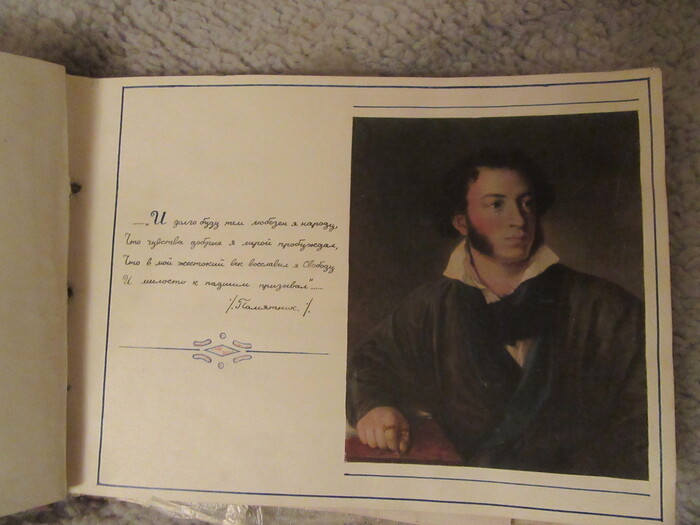 ...„И долго буду тем любезен я народу,
Что чувства добрые я лирой пробуждал,
Что в мой жестокий век восславил я Свободу
И милость к падшим призывал"....
/.Памятник./.